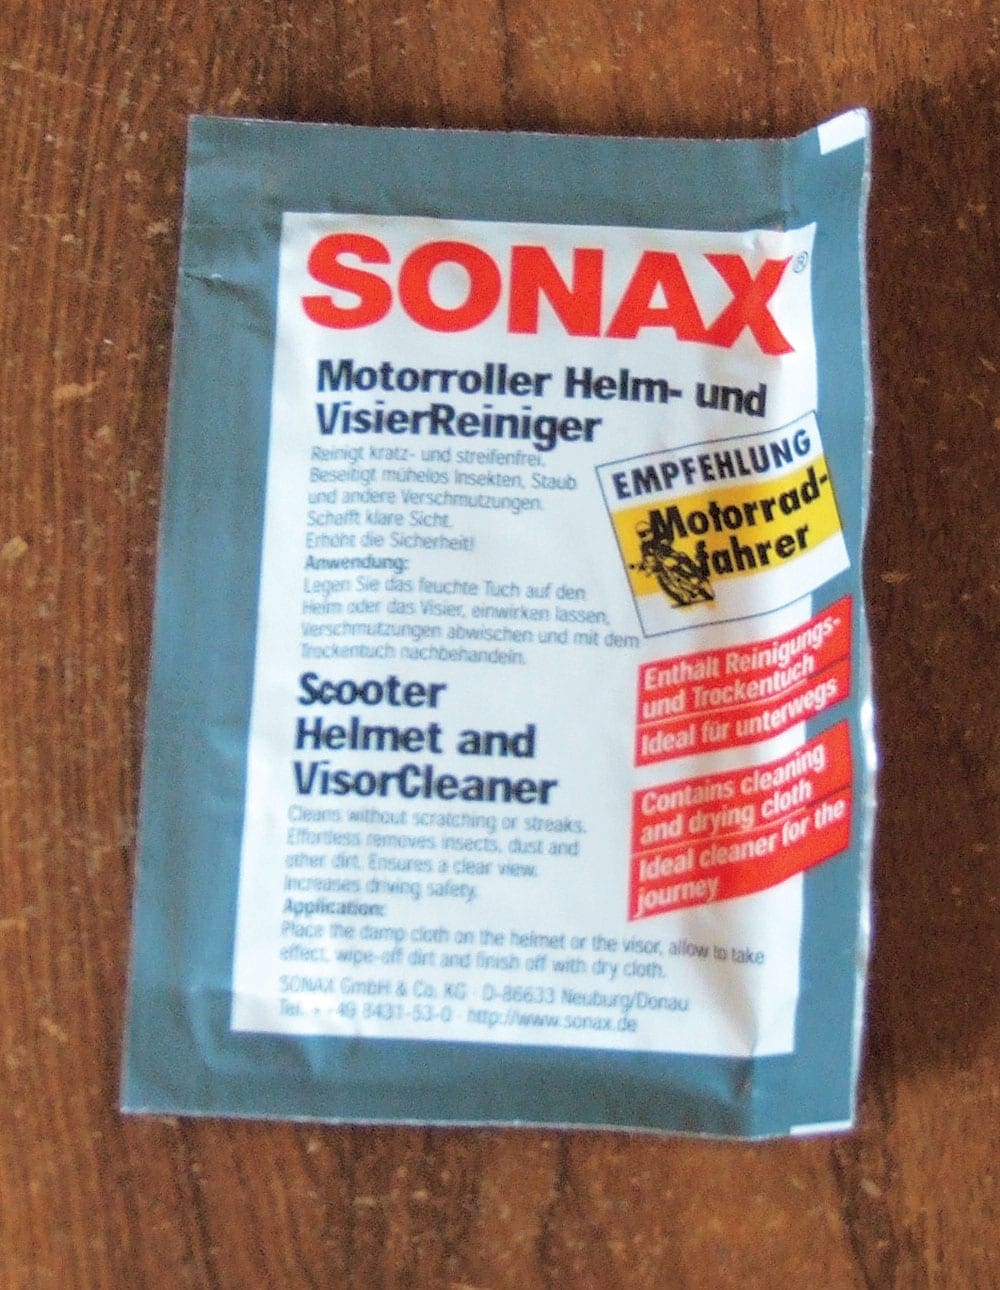 SONAX®
Motorroller Helm- und
VisierReiniger
Reinigt kratz- und streifenfrei.
Beseitigt mühelos Insekten, Staub
und andere Verschmutzungen.
Schafft klare Sicht.
Erhöht die Sicherheit!
Anwendung:
Legen Sie das feuchte Tuch auf den
Helm oder das Visier, einwirken lassen,
Verschmutzungen abwischen und mit dem
Trockentuch nachbehandeln.
EMPFEHLUNG
Motorrad-
fahrer
Enthält Reinigungs-
und Trockentuch
Ideal für unterwegs
Scooter
Helmet and
VisorCleaner
Cleans without scratching or streaks.
Effortless removes insects, dust and
other dirt. Ensures a clear view.
Increases driving safety.
Application:
Place the damp cloth on the helmet or the visor, allow to take
effect, wipe-off dirt and finish off with dry cloth.
Contains cleaning
and drying cloth
Ideal cleaner for the
journey
SONAX GmbH & Co. KG · D-86633 Neuburg/Donau
Tel. ++49 8431-53-0 · http://www.sonax.de